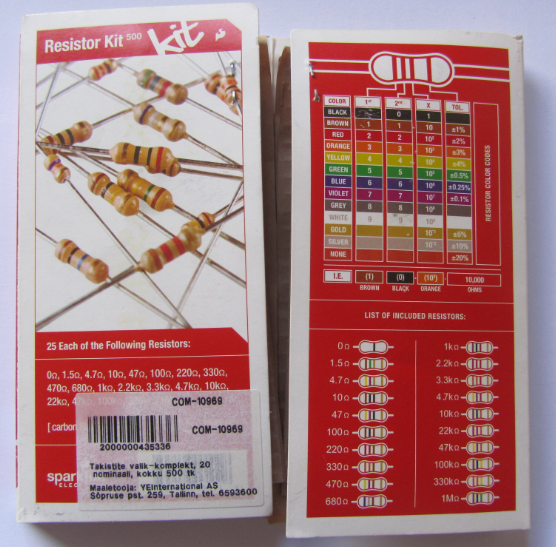 Resistor Kit 500
kit
25 Each of the Following Resistors:
0Ω, 1.5Ω, 4.7Ω, 10Ω, 47Ω, 100Ω, 220Ω, 330Ω,
470Ω, 680Ω, 1kΩ, 2.2kΩ, 3.3kΩ, 4.7kΩ, 10kΩ,
22kΩ,
[ carbon
COM-10969
COM-10969
2000000435336
Takistite valik-komplekt, 20
nominaali, kokku 500 tk
Maaletooja: YEInternational AS
Sõpruse pst. 259, Tallinn, tel. 6593600
spar
ELEC
COLOR 1st 2nd X TOL.
BLACK 0 1
BROWN 1 1 10 ±1%
RED 2 2 10² ±2%
ORANGE 3 3 10³ ±3%
YELLOW 4 4 10⁴ ±4%
GREEN 5 5 10⁵ ±0.5%
BLUE 6 6 10⁶ ±0.25%
VIOLET 7 7 10⁷ ±0.1%
GREY 8 8 10⁸
WHITE 9 9 10⁹
GOLD 10⁻¹ ±5%
SILVER 10⁻² ±10%
NONE ±20%
RESISTOR COLOR CODES
I.E. (1) (0) (10³) 10,000
BROWN BLACK ORANGE OHMS
LIST OF INCLUDED RESISTORS:
0Ω 1kΩ
1.5Ω 2.2kΩ
4.7Ω 3.3kΩ
10Ω 4.7kΩ
47Ω 10kΩ
100Ω 22kΩ
220Ω 47kΩ
330Ω 100kΩ
470Ω 330kΩ
680Ω 1MΩ